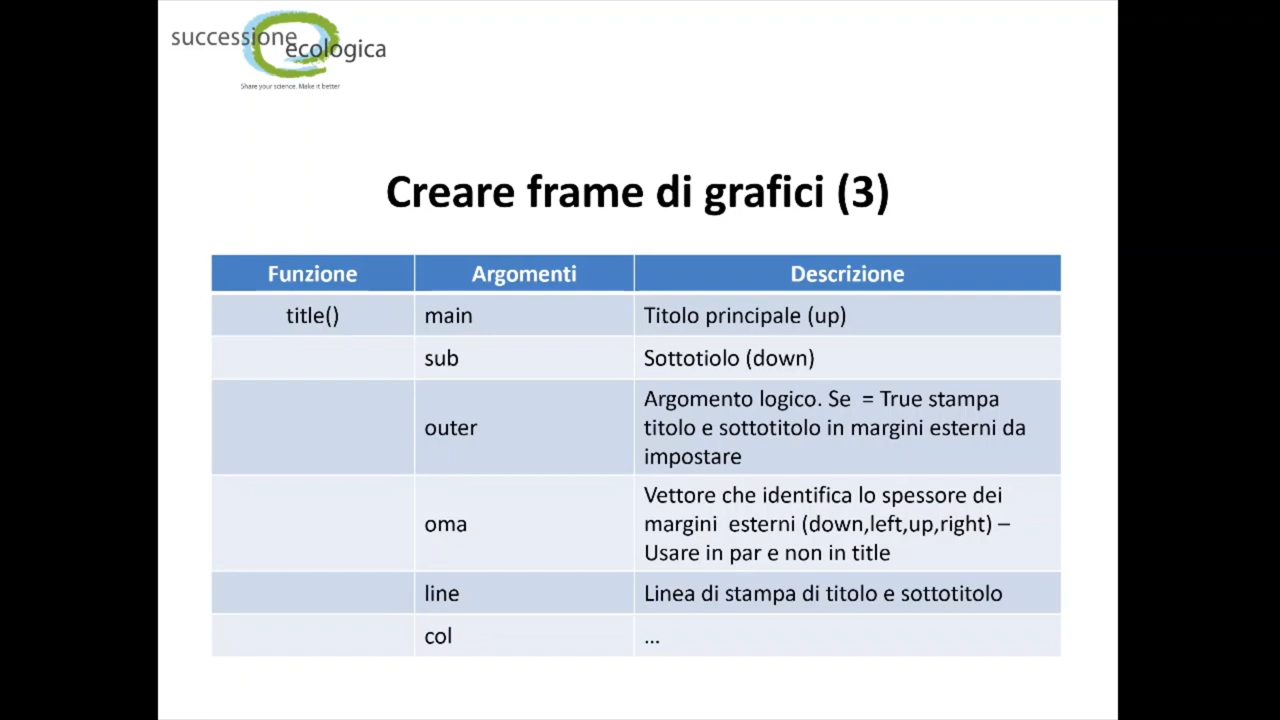 successione
ecologica
Share your science. Make it better
Creare frame di grafici (3)
Funzione Argomenti Descrizione
title() main Titolo principale (up)
sub Sottotiolo (down)
outer Argomento logico. Se = True stampa
titolo e sottotitolo in margini esterni da
impostare
oma Vettore che identifica lo spessore dei
margini esterni (down,left,up,right) –
Usare in par e non in title
line Linea di stampa di titolo e sottotitolo
col ...